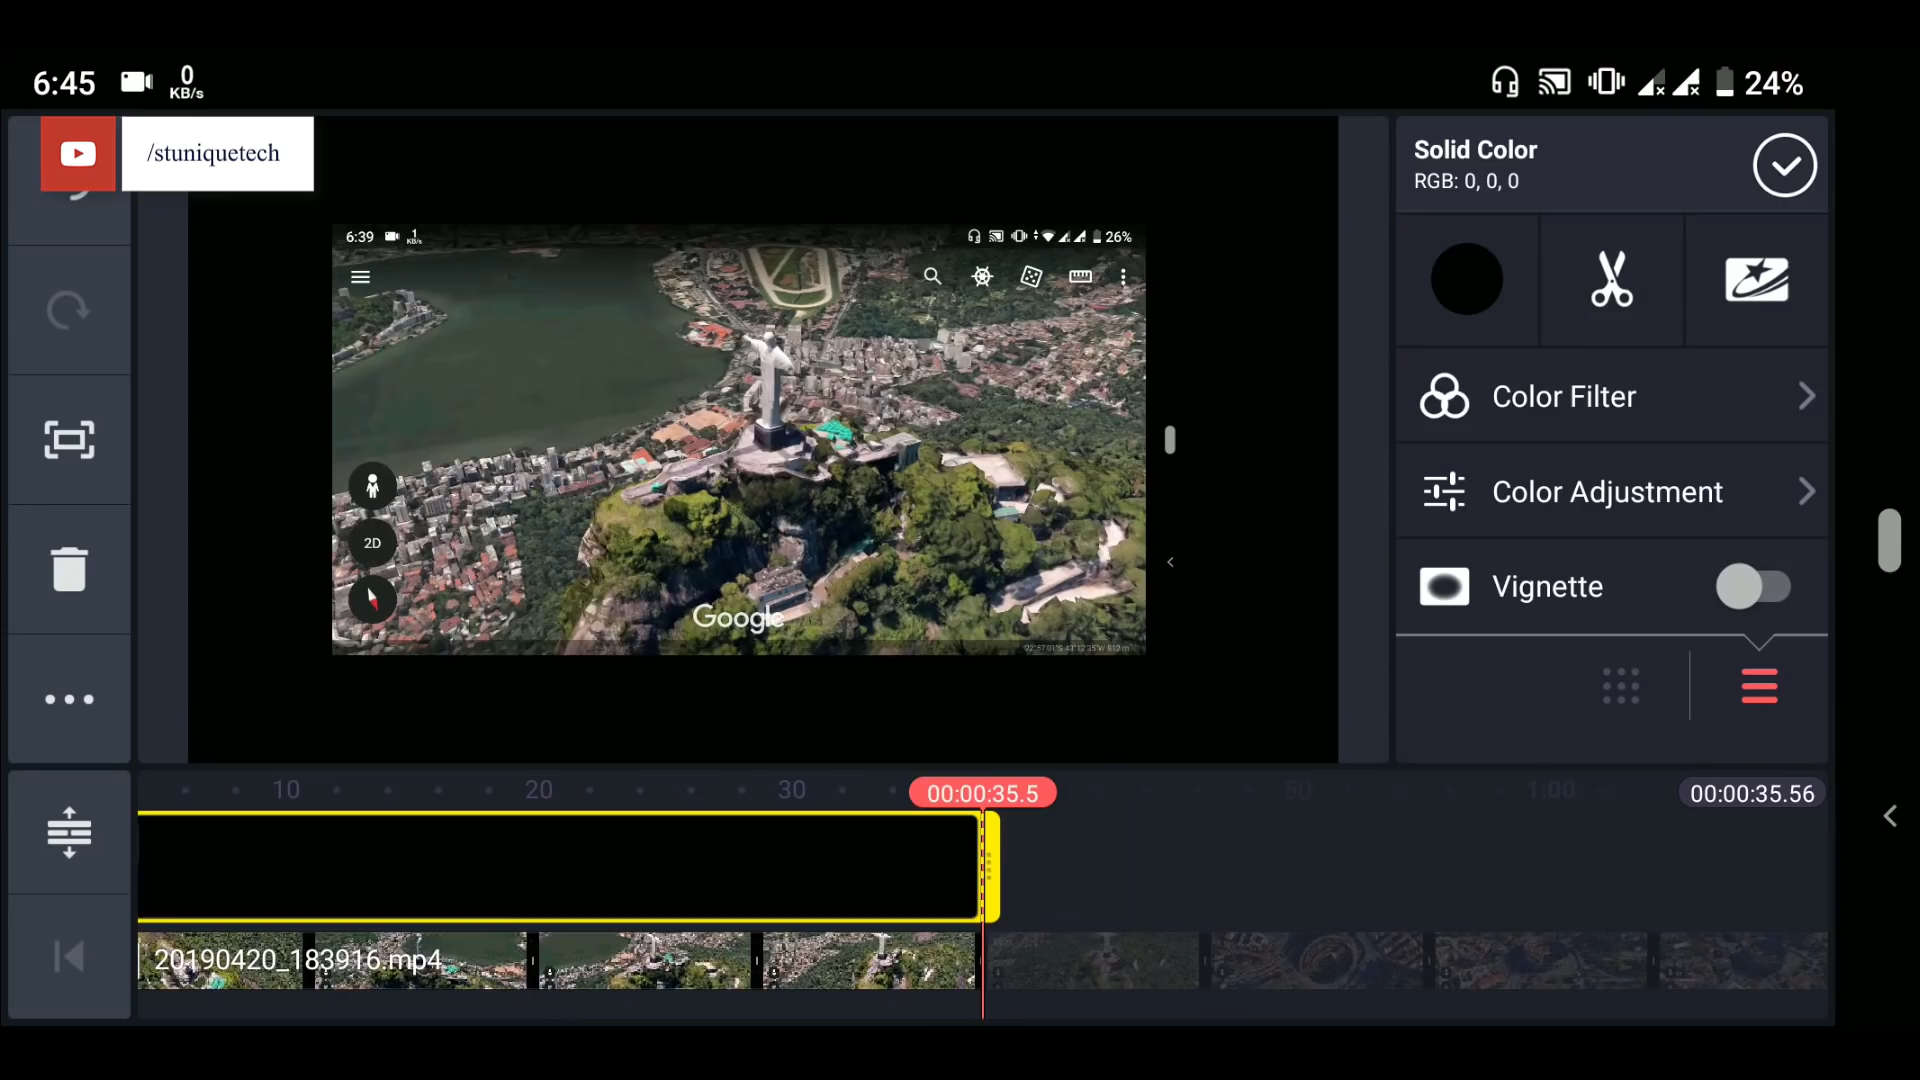 6:45
0
KB/s
24%
/stuniquetech
6:39
1
KB/s
26%
2D
Google
Solid Color
RGB: 0, 0, 0
Color Filter
Color Adjustment
Vignette
10
20
30
00:00:35.5
50
1:00
00:00:35.56
20190420_183916.mp4